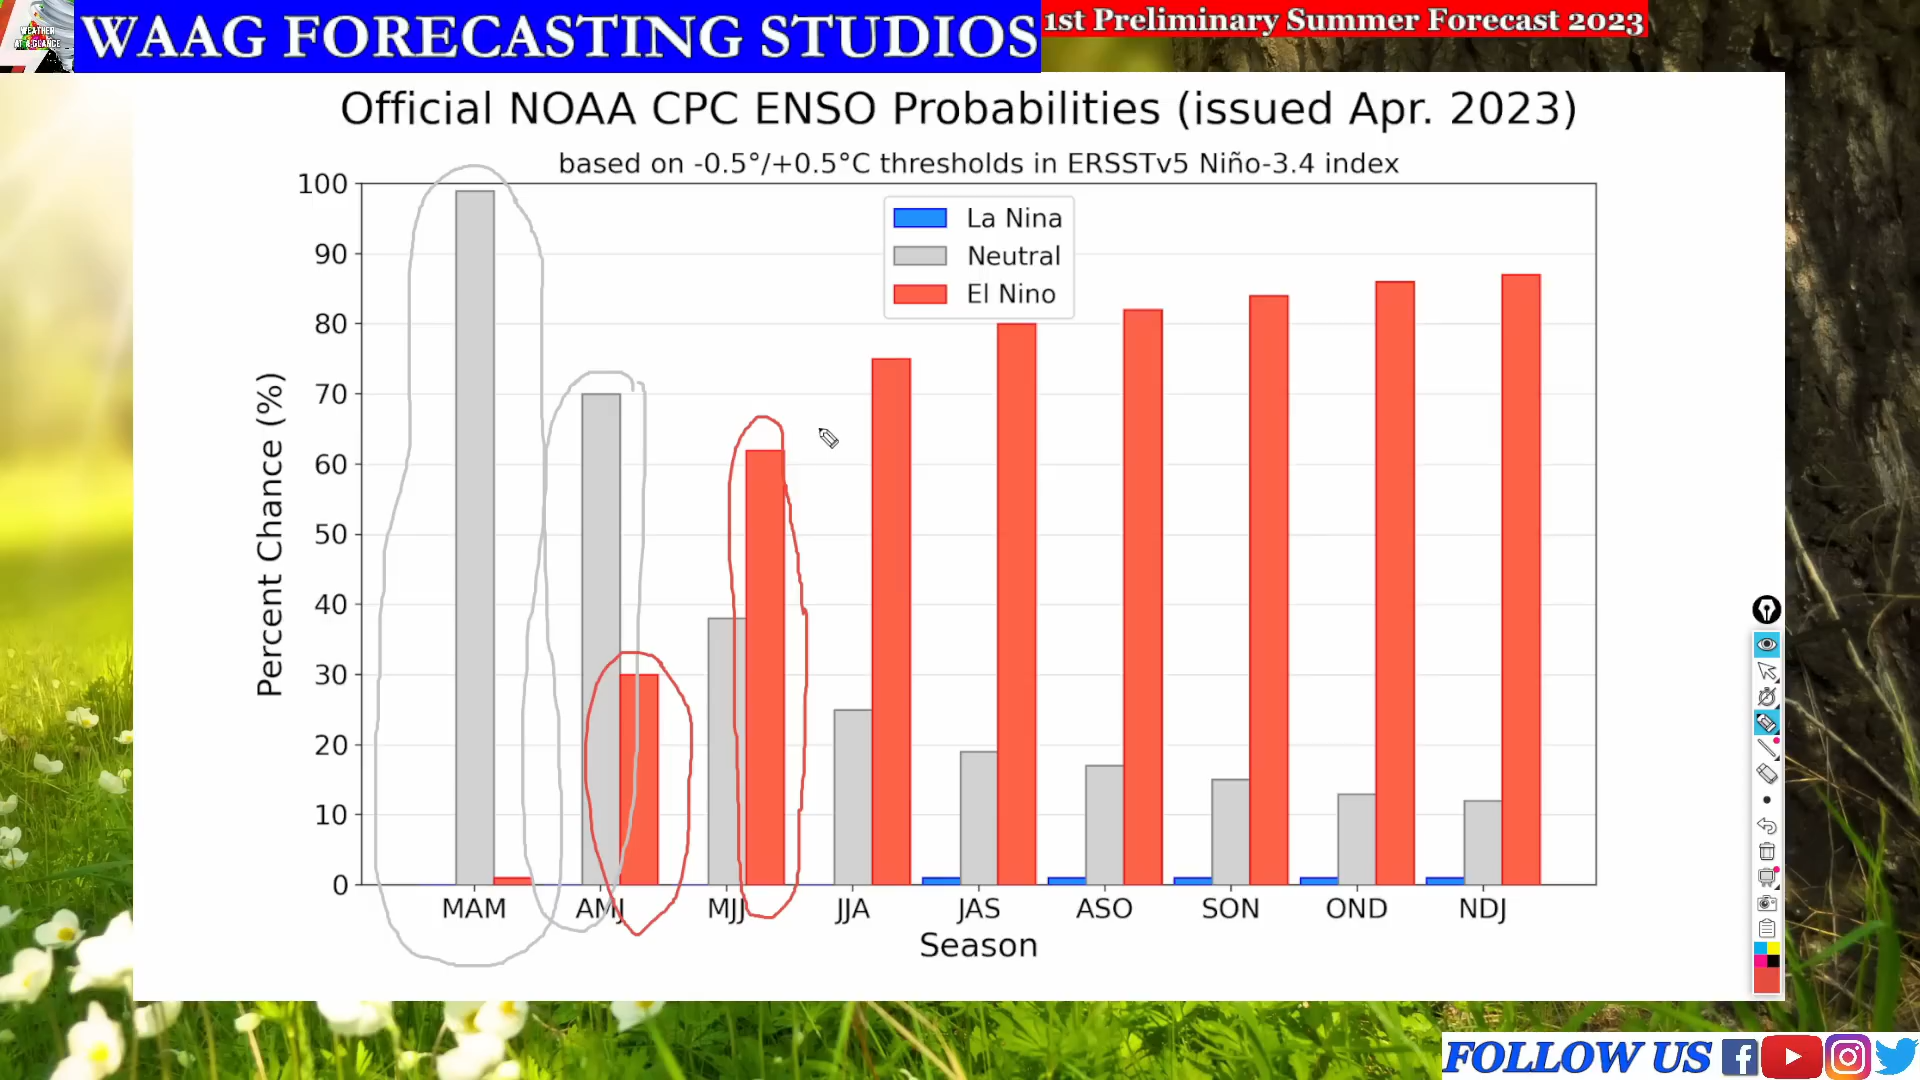 WEATHER
AT A GLANCE
WAAG FORECASTING STUDIOS
1st Preliminary Summer Forecast 2023
Official NOAA CPC ENSO Probabilities (issued Apr. 2023)
based on -0.5°/+0.5°C thresholds in ERSSTv5 Niño-3.4 index
La Nina
Neutral
El Nino
Percent Chance (%)
100
90
80
70
60
50
40
30
20
10
0
MAM AMJ MJJ JJA JAS ASO SON OND NDJ
Season
FOLLOW US